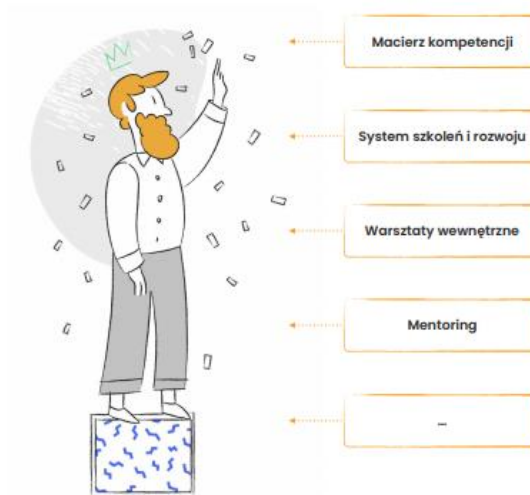 Macierz kompetencji
System szkoleń i rozwoju
Warsztaty wewnętrzne
Mentoring
...